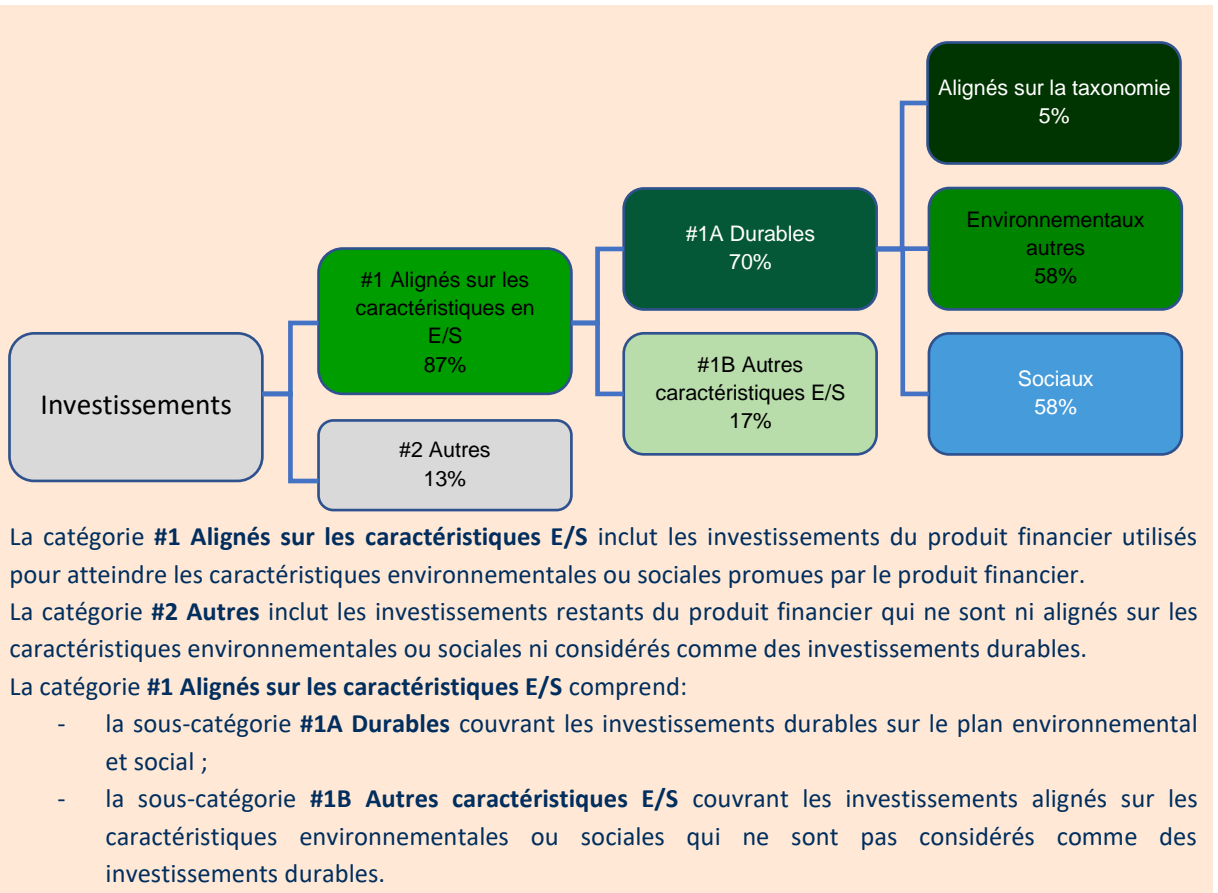 Alignés sur la taxonomie
5%
#1A Durables
70%
Environnementaux
autres
58%
#1 Alignés sur les
caractéristiques en
E/S
87%
Investissements
#1B Autres
caractéristiques E/S
17%
Sociaux
58%
#2 Autres
13%
La catégorie #1 Alignés sur les caractéristiques E/S inclut les investissements du produit financier utilisés
pour atteindre les caractéristiques environnementales ou sociales promues par le produit financier.
La catégorie #2 Autres inclut les investissements restants du produit financier qui ne sont ni alignés sur les
caractéristiques environnementales ou sociales ni considérés comme des investissements durables.
La catégorie #1 Alignés sur les caractéristiques E/S comprend:
- la sous-catégorie #1A Durables couvrant les investissements durables sur le plan environnemental
et social ;
- la sous-catégorie #1B Autres caractéristiques E/S couvrant les investissements alignés sur les
caractéristiques environnementales ou sociales qui ne sont pas considérés comme des
investissements durables.